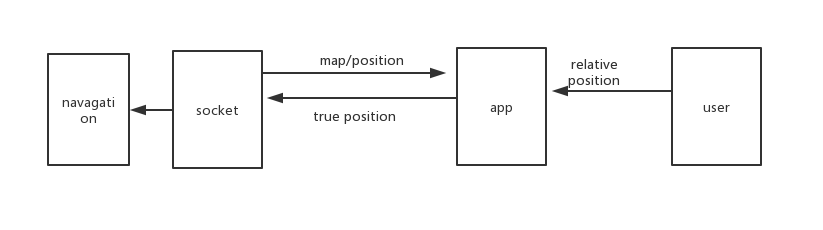 navagati
on
socket
map/position
true position
app
relative
position
user